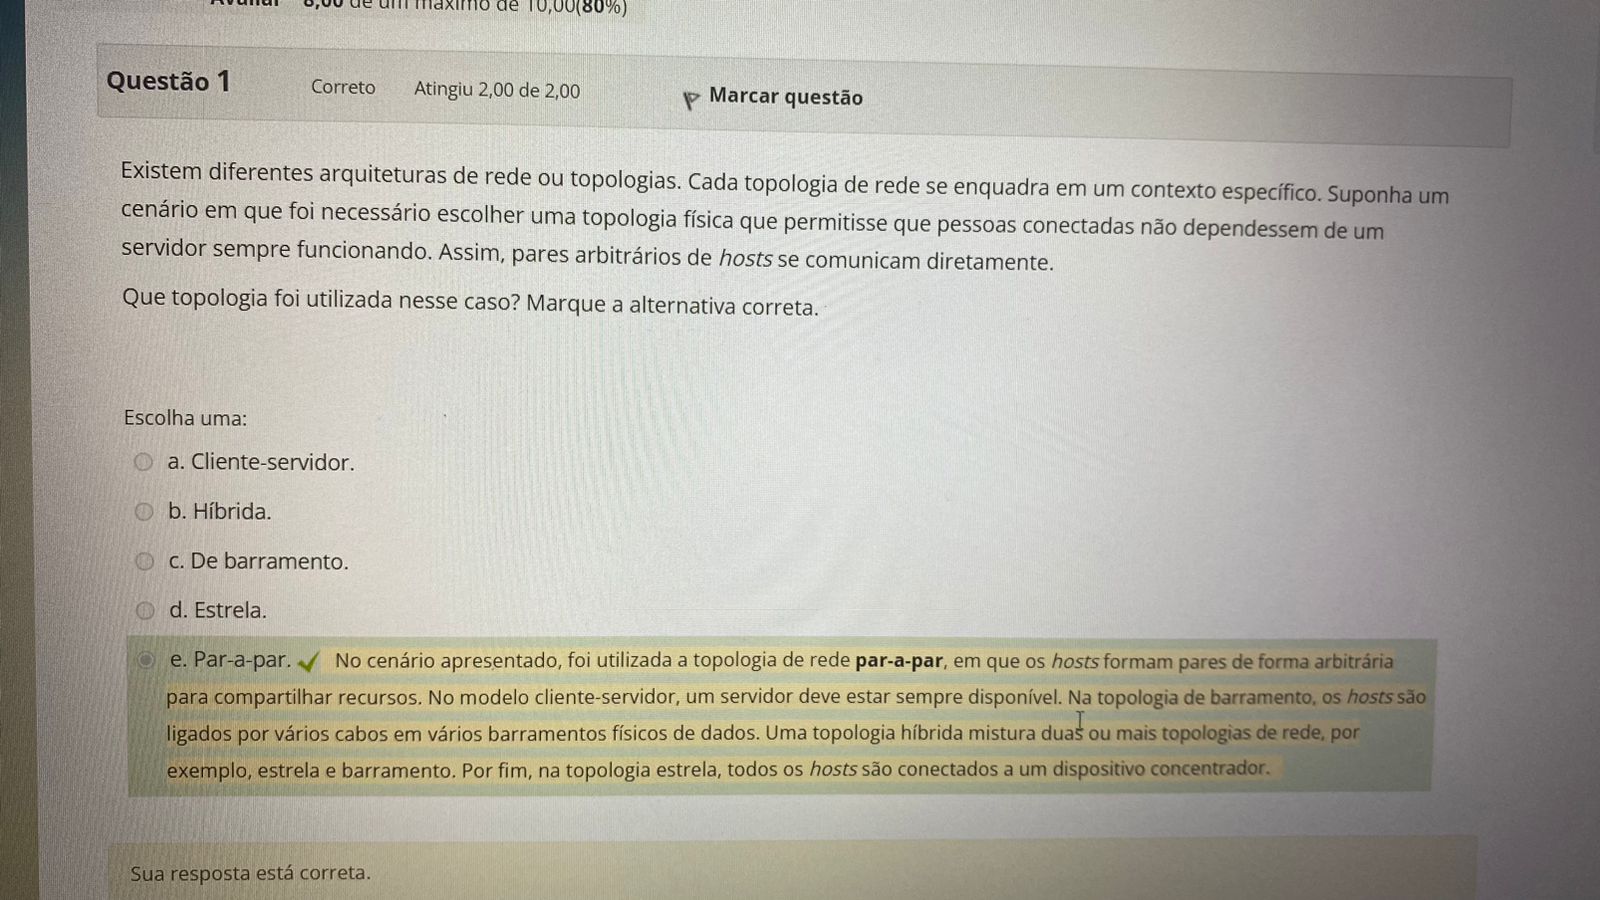 Avaliar 8,00 de um máximo de 10,00(80%)
Questão 1 Correto Atingiu 2,00 de 2,00 Marcar questão
Existem diferentes arquiteturas de rede ou topologias. Cada topologia de rede se enquadra em um contexto específico. Suponha um
cenário em que foi necessário escolher uma topologia física que permitisse que pessoas conectadas não dependessem de um
servidor sempre funcionando. Assim, pares arbitrários de hosts se comunicam diretamente.
Que topologia foi utilizada nesse caso? Marque a alternativa correta.
Escolha uma:
a. Cliente-servidor.
b. Híbrida.
c. De barramento.
d. Estrela.
e. Par-a-par. No cenário apresentado, foi utilizada a topologia de rede par-a-par, em que os hosts formam pares de forma arbitrária
para compartilhar recursos. No modelo cliente-servidor, um servidor deve estar sempre disponível. Na topologia de barramento, os hosts são
ligados por vários cabos em vários barramentos físicos de dados. Uma topologia híbrida mistura duas ou mais topologias de rede, por
exemplo, estrela e barramento. Por fim, na topologia estrela, todos os hosts são conectados a um dispositivo concentrador.
Sua resposta está correta.